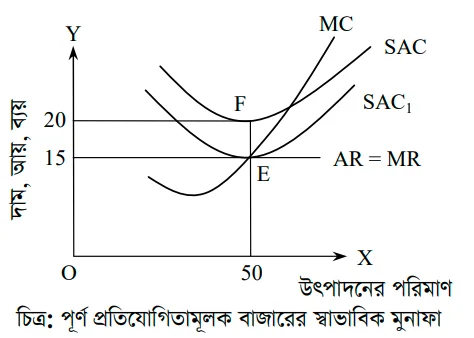 Y
MC
SAC
F
SAC₁
20
15
AR = MR
E
দাম, আয়, ব্যয়
X
O
50
উৎপাদনের পরিমাণ
চিত্র: পূর্ণ প্রতিযোগিতামূলক বাজারের স্বাভাবিক মুনাফা